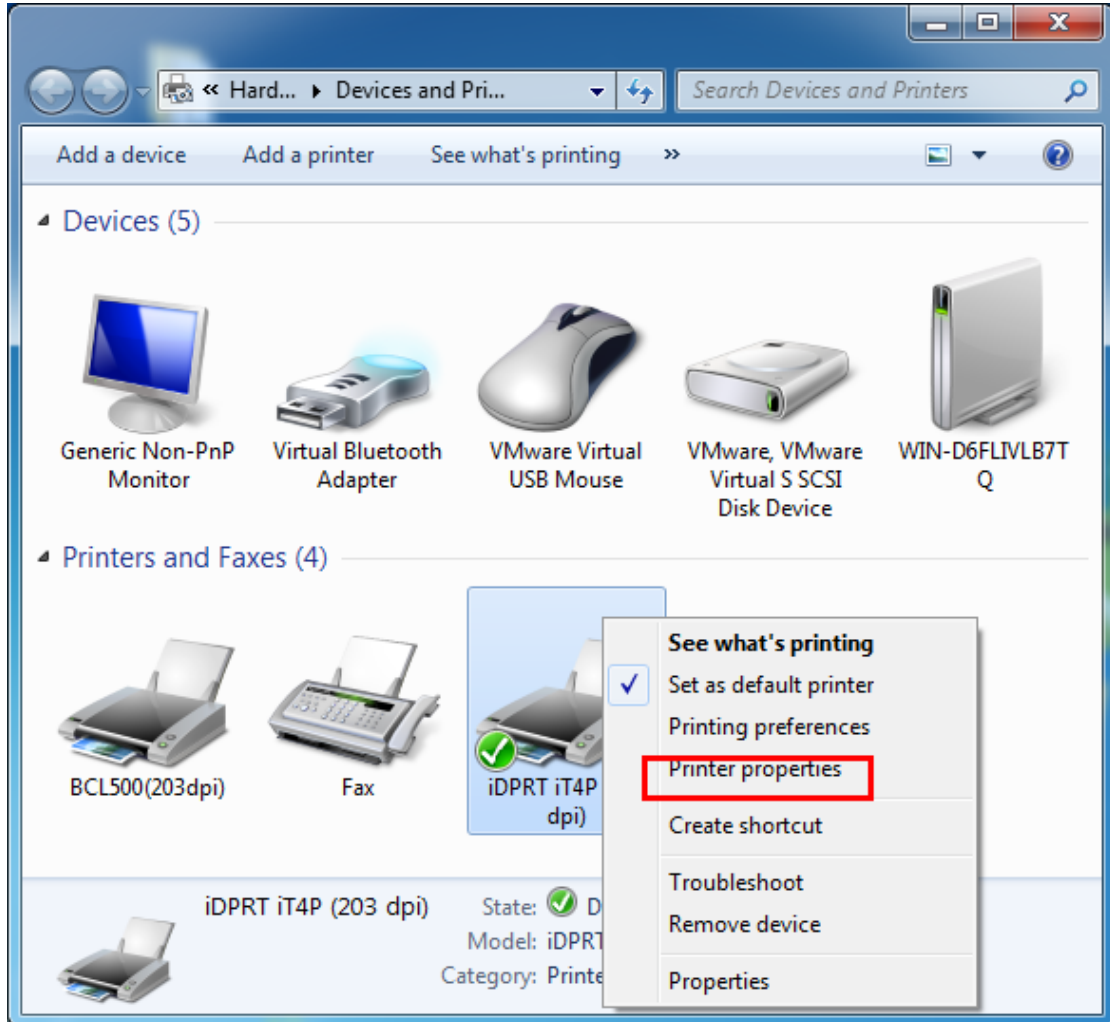 « Hard... ▸ Devices and Pri...
Search Devices and Printers
Add a device Add a printer See what's printing »
Devices (5)
Generic Non-PnP
Monitor
Virtual Bluetooth
Adapter
VMware Virtual
USB Mouse
VMware, VMware
Virtual S SCSI
Disk Device
WIN-D6FLIVLB7T
Q
Printers and Faxes (4)
BCL500(203dpi)
Fax
iDPRT iT4P
dpi)
See what's printing
Set as default printer
Printing preferences
Printer properties
Create shortcut
Troubleshoot
Remove device
Properties
iDPRT iT4P (203 dpi)
State: D
Model: iDPRT
Category: Printe